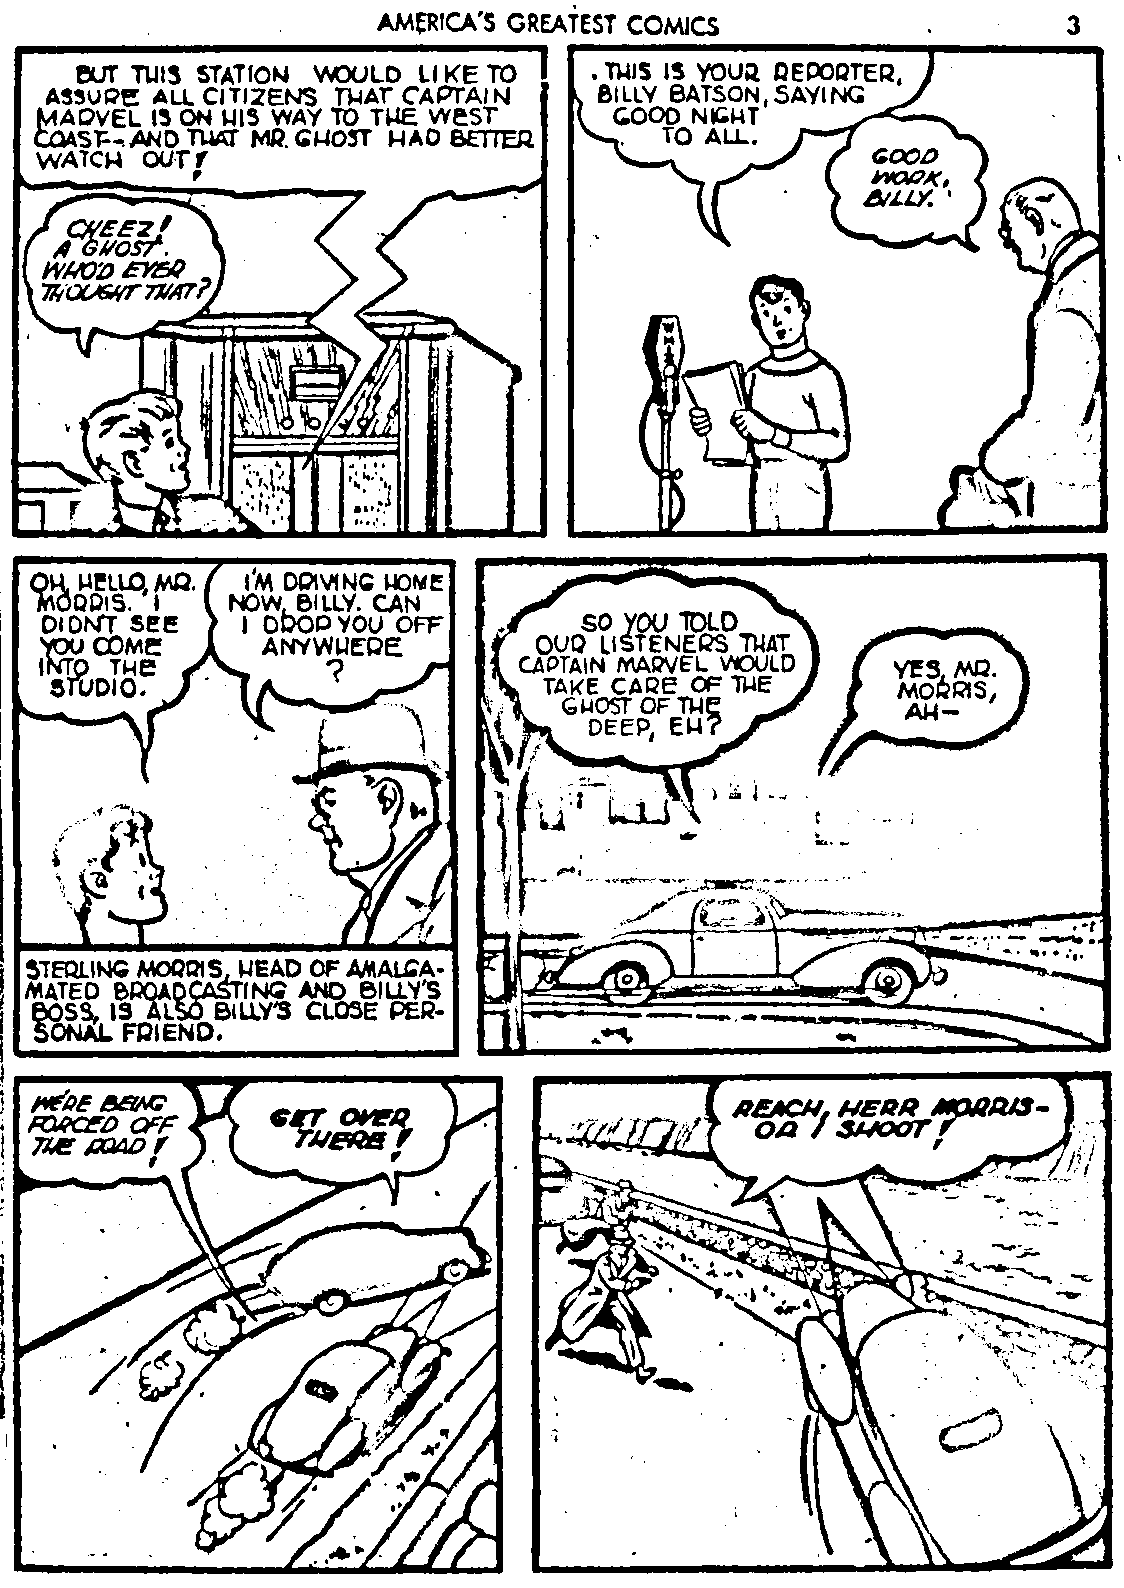 AMERICA'S GREATEST COMICS
3
BUT THIS STATION WOULD LIKE TO
ASSURE ALL CITIZENS THAT CAPTAIN
MARVEL IS ON HIS WAY TO THE WEST
COAST--AND THAT MR. GHOST HAD BETTER
WATCH OUT!
CHEEZ!
A GHOST.
WHO'D EVER
THOUGHT THAT?
THIS IS YOUR REPORTER,
BILLY BATSON, SAYING
GOOD NIGHT
TO ALL.
GOOD
WORK,
BILLY.
WHIZ
OH, HELLO, MR.
MORRIS. I
DIDN'T SEE
YOU COME
INTO THE
STUDIO.
I'M DRIVING HOME
NOW, BILLY. CAN
I DROP YOU OFF
ANYWHERE
?
STERLING MORRIS, HEAD OF AMALGA-
MATED BROADCASTING AND BILLY'S
BOSS, IS ALSO BILLY'S CLOSE PER-
SONAL FRIEND.
SO YOU TOLD
OUR LISTENERS THAT
CAPTAIN MARVEL WOULD
TAKE CARE OF THE
GHOST OF THE
DEEP, EH?
YES, MR.
MORRIS,
AH—
WE'RE BEING
FORCED OFF
THE ROAD!
GET OVER
THERE!
REACH, HERR MORRIS-
OR I SHOOT!